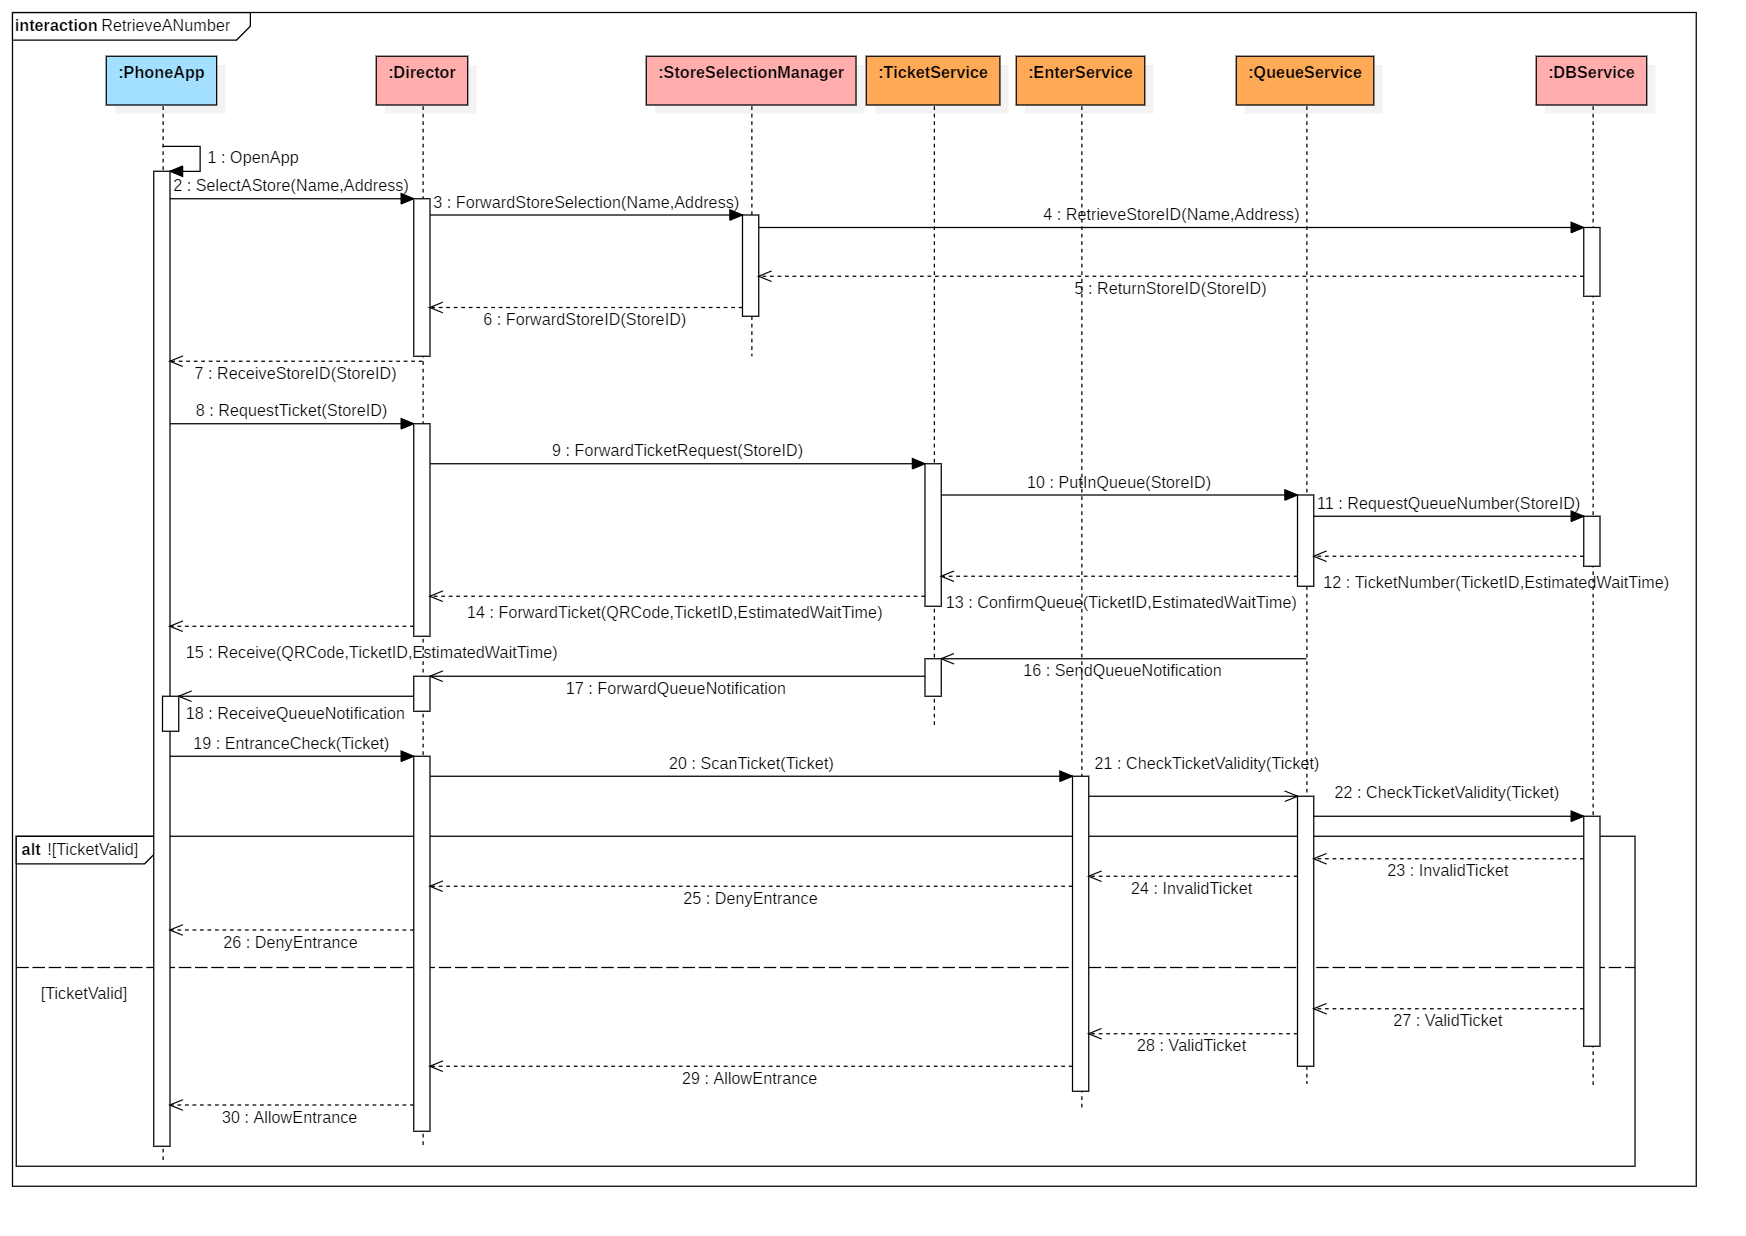 interaction RetrieveANumber
:PhoneApp
:Director
:StoreSelectionManager
:TicketService
:EnterService
:QueueService
:DBService
1 : OpenApp
2 : SelectAStore(Name,Address)
3 : ForwardStoreSelection(Name,Address)
4 : RetrieveStoreID(Name,Address)
5 : ReturnStoreID(StoreID)
6 : ForwardStoreID(StoreID)
7 : ReceiveStoreID(StoreID)
8 : RequestTicket(StoreID)
9 : ForwardTicketRequest(StoreID)
10 : PutInQueue(StoreID)
11 : RequestQueueNumber(StoreID)
12 : TicketNumber(TicketID,EstimatedWaitTime)
13 : ConfirmQueue(TicketID,EstimatedWaitTime)
14 : ForwardTicket(QRCode,TicketID,EstimatedWaitTime)
15 : Receive(QRCode,TicketID,EstimatedWaitTime)
16 : SendQueueNotification
17 : ForwardQueueNotification
18 : ReceiveQueueNotification
19 : EntranceCheck(Ticket)
20 : ScanTicket(Ticket)
21 : CheckTicketValidity(Ticket)
22 : CheckTicketValidity(Ticket)
alt ![TicketValid]
23 : InvalidTicket
24 : InvalidTicket
25 : DenyEntrance
26 : DenyEntrance
[TicketValid]
27 : ValidTicket
28 : ValidTicket
29 : AllowEntrance
30 : AllowEntrance